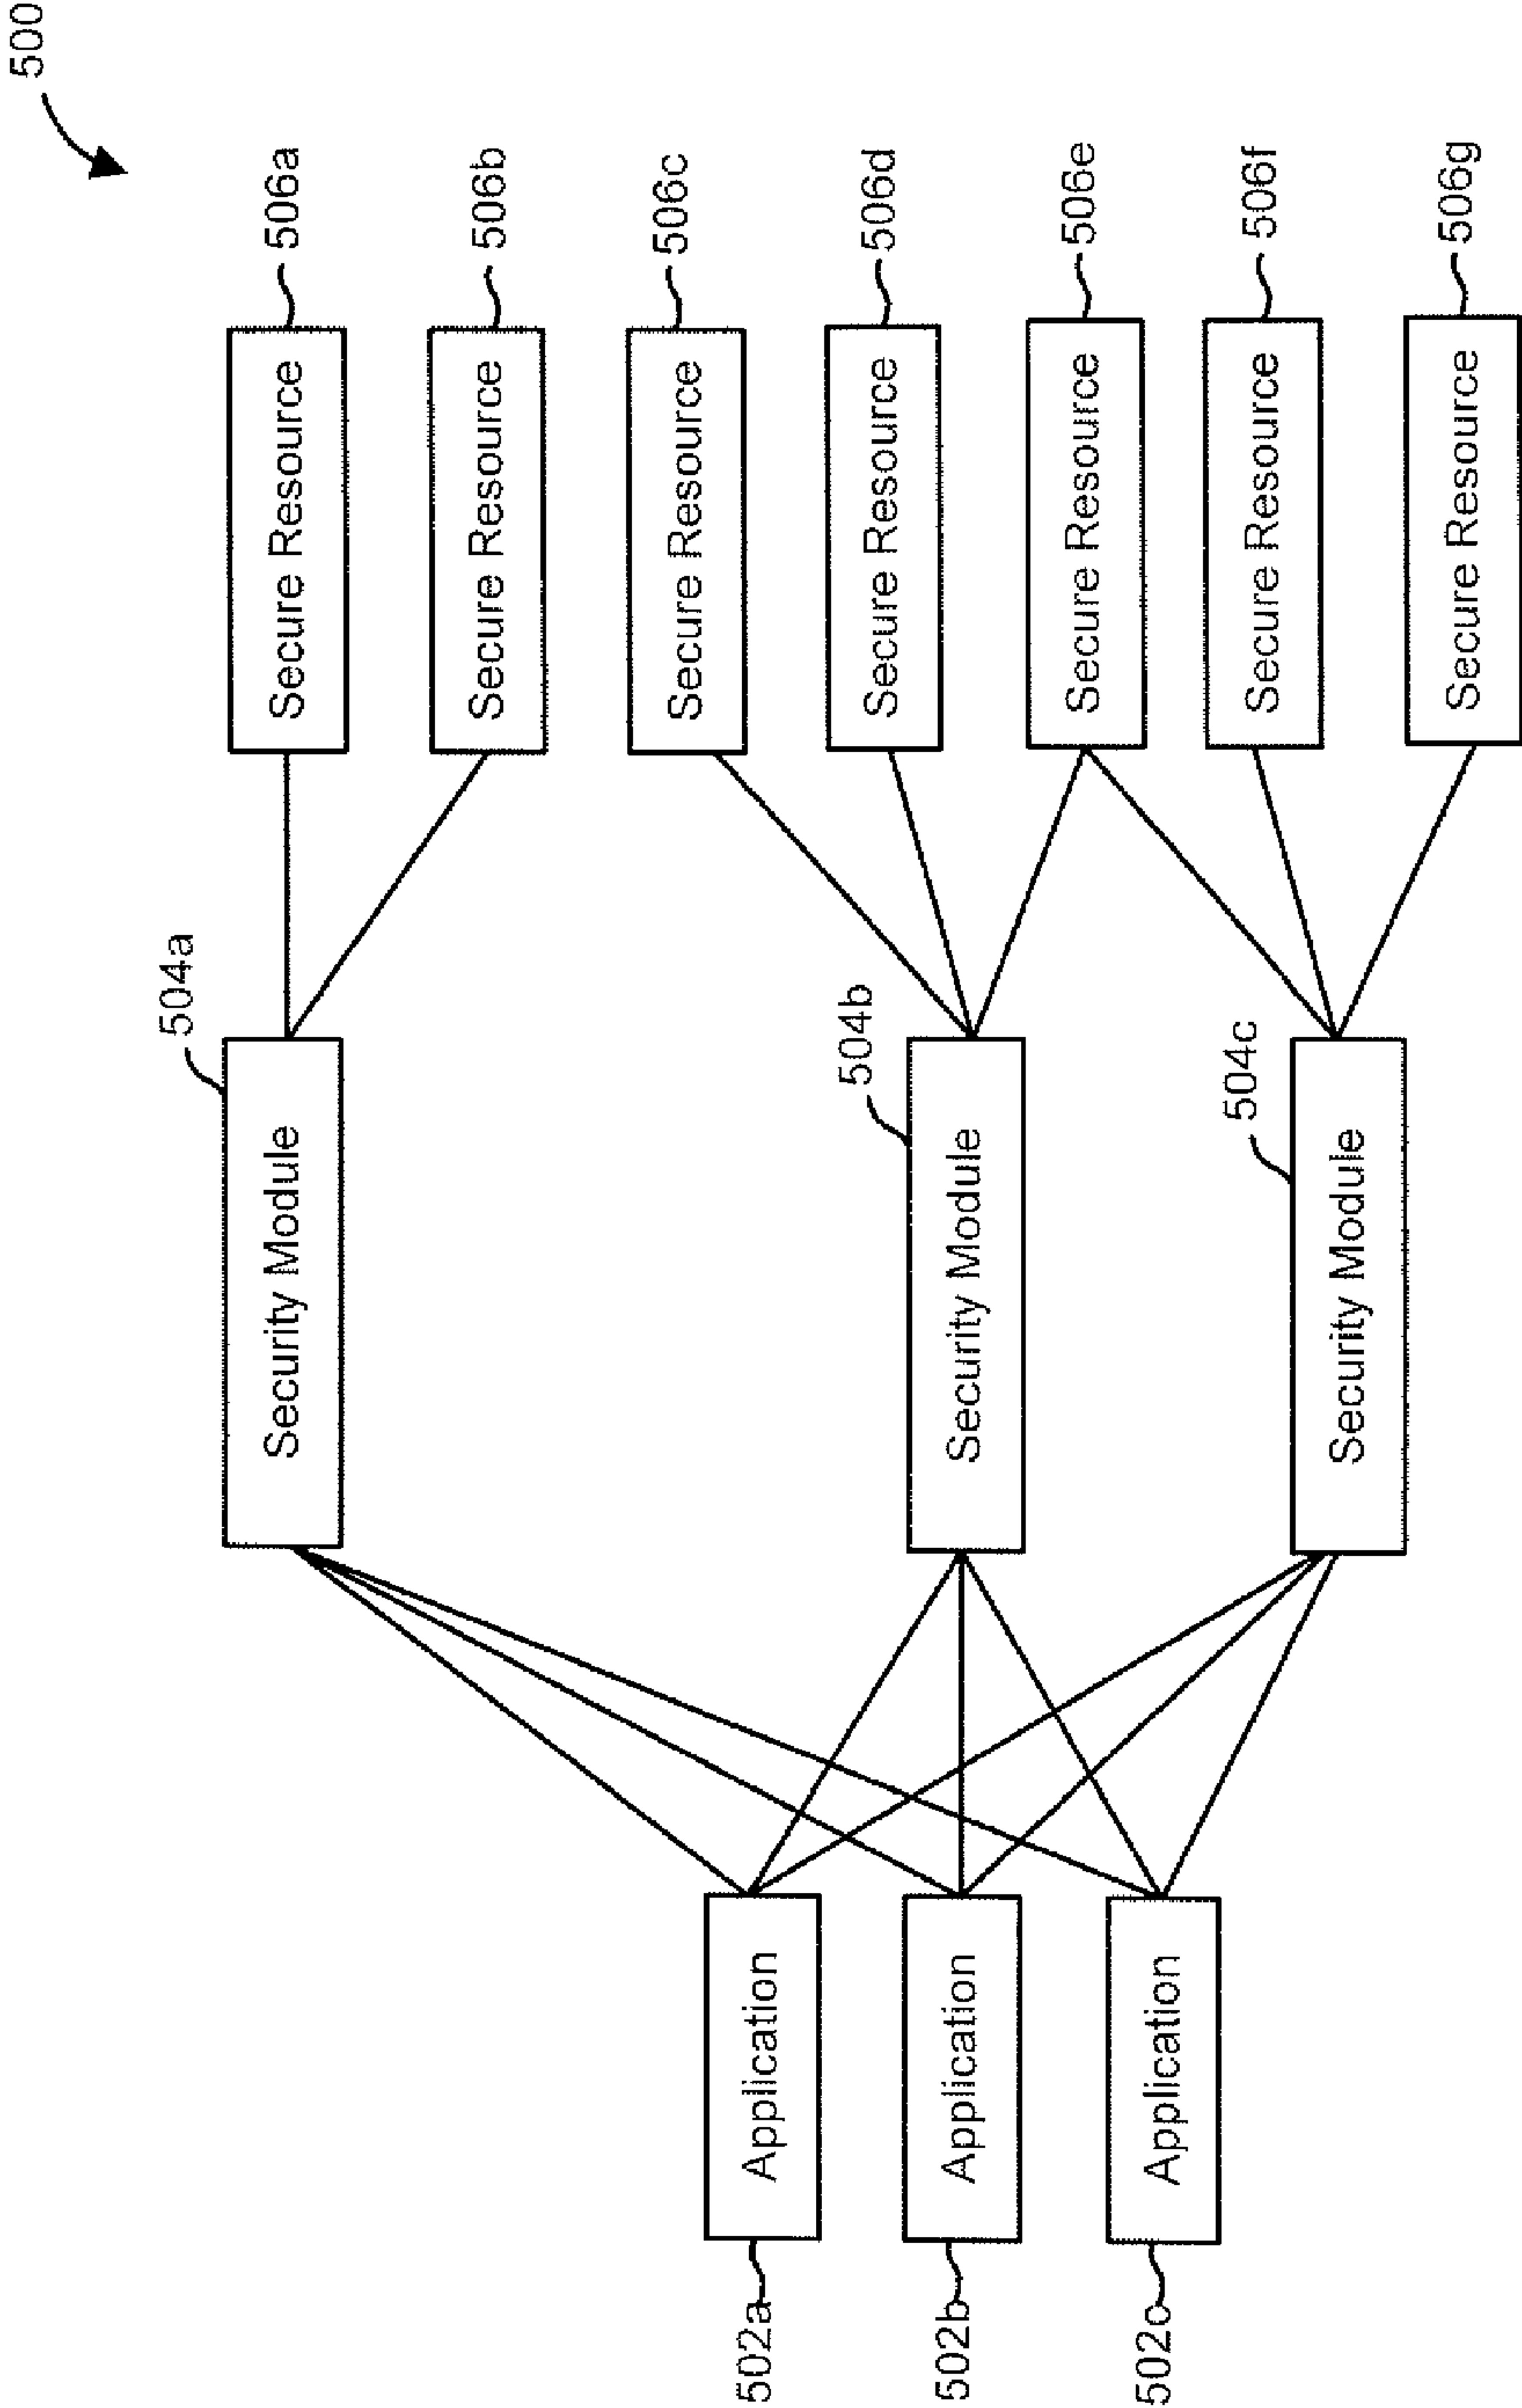 500
504a
506a
Security Module
Secure Resource
506b
Secure Resource
506c
Secure Resource
502a
Application
504b
506d
Secure Resource
502b
Application
Security Module
506e
Secure Resource
502c
Application
504c
506f
Secure Resource
Security Module
506g
Secure Resource